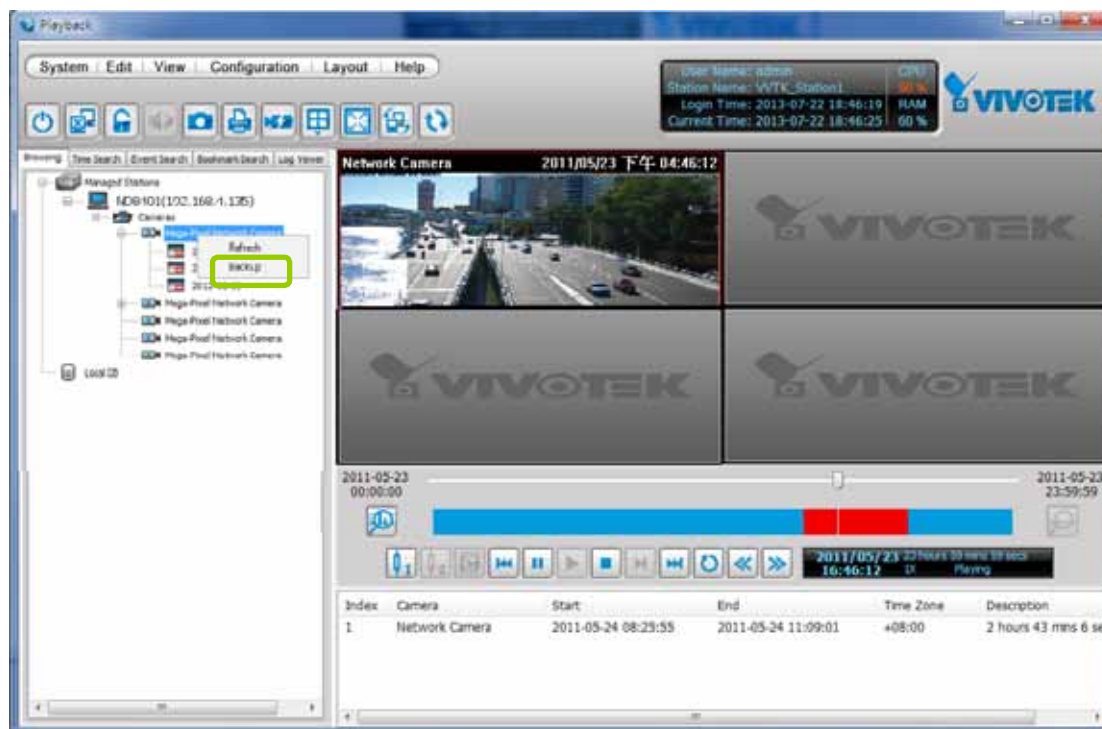 Playback
System Edit View Configuration Layout Help
User Name: admin
Station Name: VVTK_Station1
Login Time: 2013-07-22 18:46:19
Current Time: 2013-07-22 18:46:25
CPU
RAM
60 %
VIVOTEK
Browsing Time Search Event Search Bookmark Search Log Viewer
Managed Stations
ND8401(192.168.4.135)
Cameras
Mega-Pixel Network Camera
Refresh
Backup
Mega-Pixel Network Camera
Mega-Pixel Network Camera
Mega-Pixel Network Camera
Mega-Pixel Network Camera
Local DB
Network Camera 2011/05/23 下午 04:46:12
VIVOTEK
VIVOTEK
VIVOTEK
2011-05-23
00:00:00
2011-05-23
23:59:59
2011/05/23
16:46:12 1X Playing
Index Camera Start End Time Zone Description
1 Network Camera 2011-05-24 08:25:55 2011-05-24 11:09:01 +08:00 2 hours 43 mins 6 se